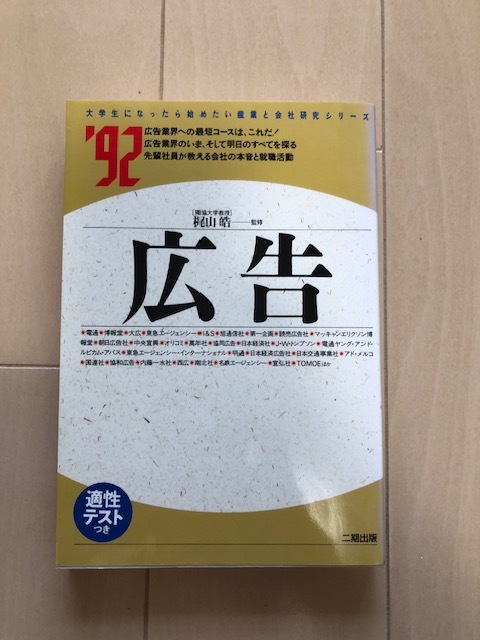 大学生になったら始めたい産業と会社研究シリーズ
'92
広告業界への最短コースは、これだ!
広告業界のいま、そして明日のすべてを探る
先輩社員が教える会社の本音と就職活動
[獨協大学教授]
梶山 皓——監修
広告
●電通●博報堂●大広●東急エージェンシー●I&S●旭通信社●第一企画●読売広告社●マッキャンエリクソン博
報堂●朝日広告社●中央宣興●オリコミ●萬年社●協同広告●日本経済社●J・W・トンプソン●電通ヤング・アンド・
ルビカム・アバス●東急エージェンシー・インターナショナル●明通●日本経済広告社●日本交通事業社●アド・メルコ
●国連社●協和広告●内藤一水社●西広●南北社●名鉄エージェンシー●宣弘社●TOMOEほか
適性
テスト
つき
二期出版